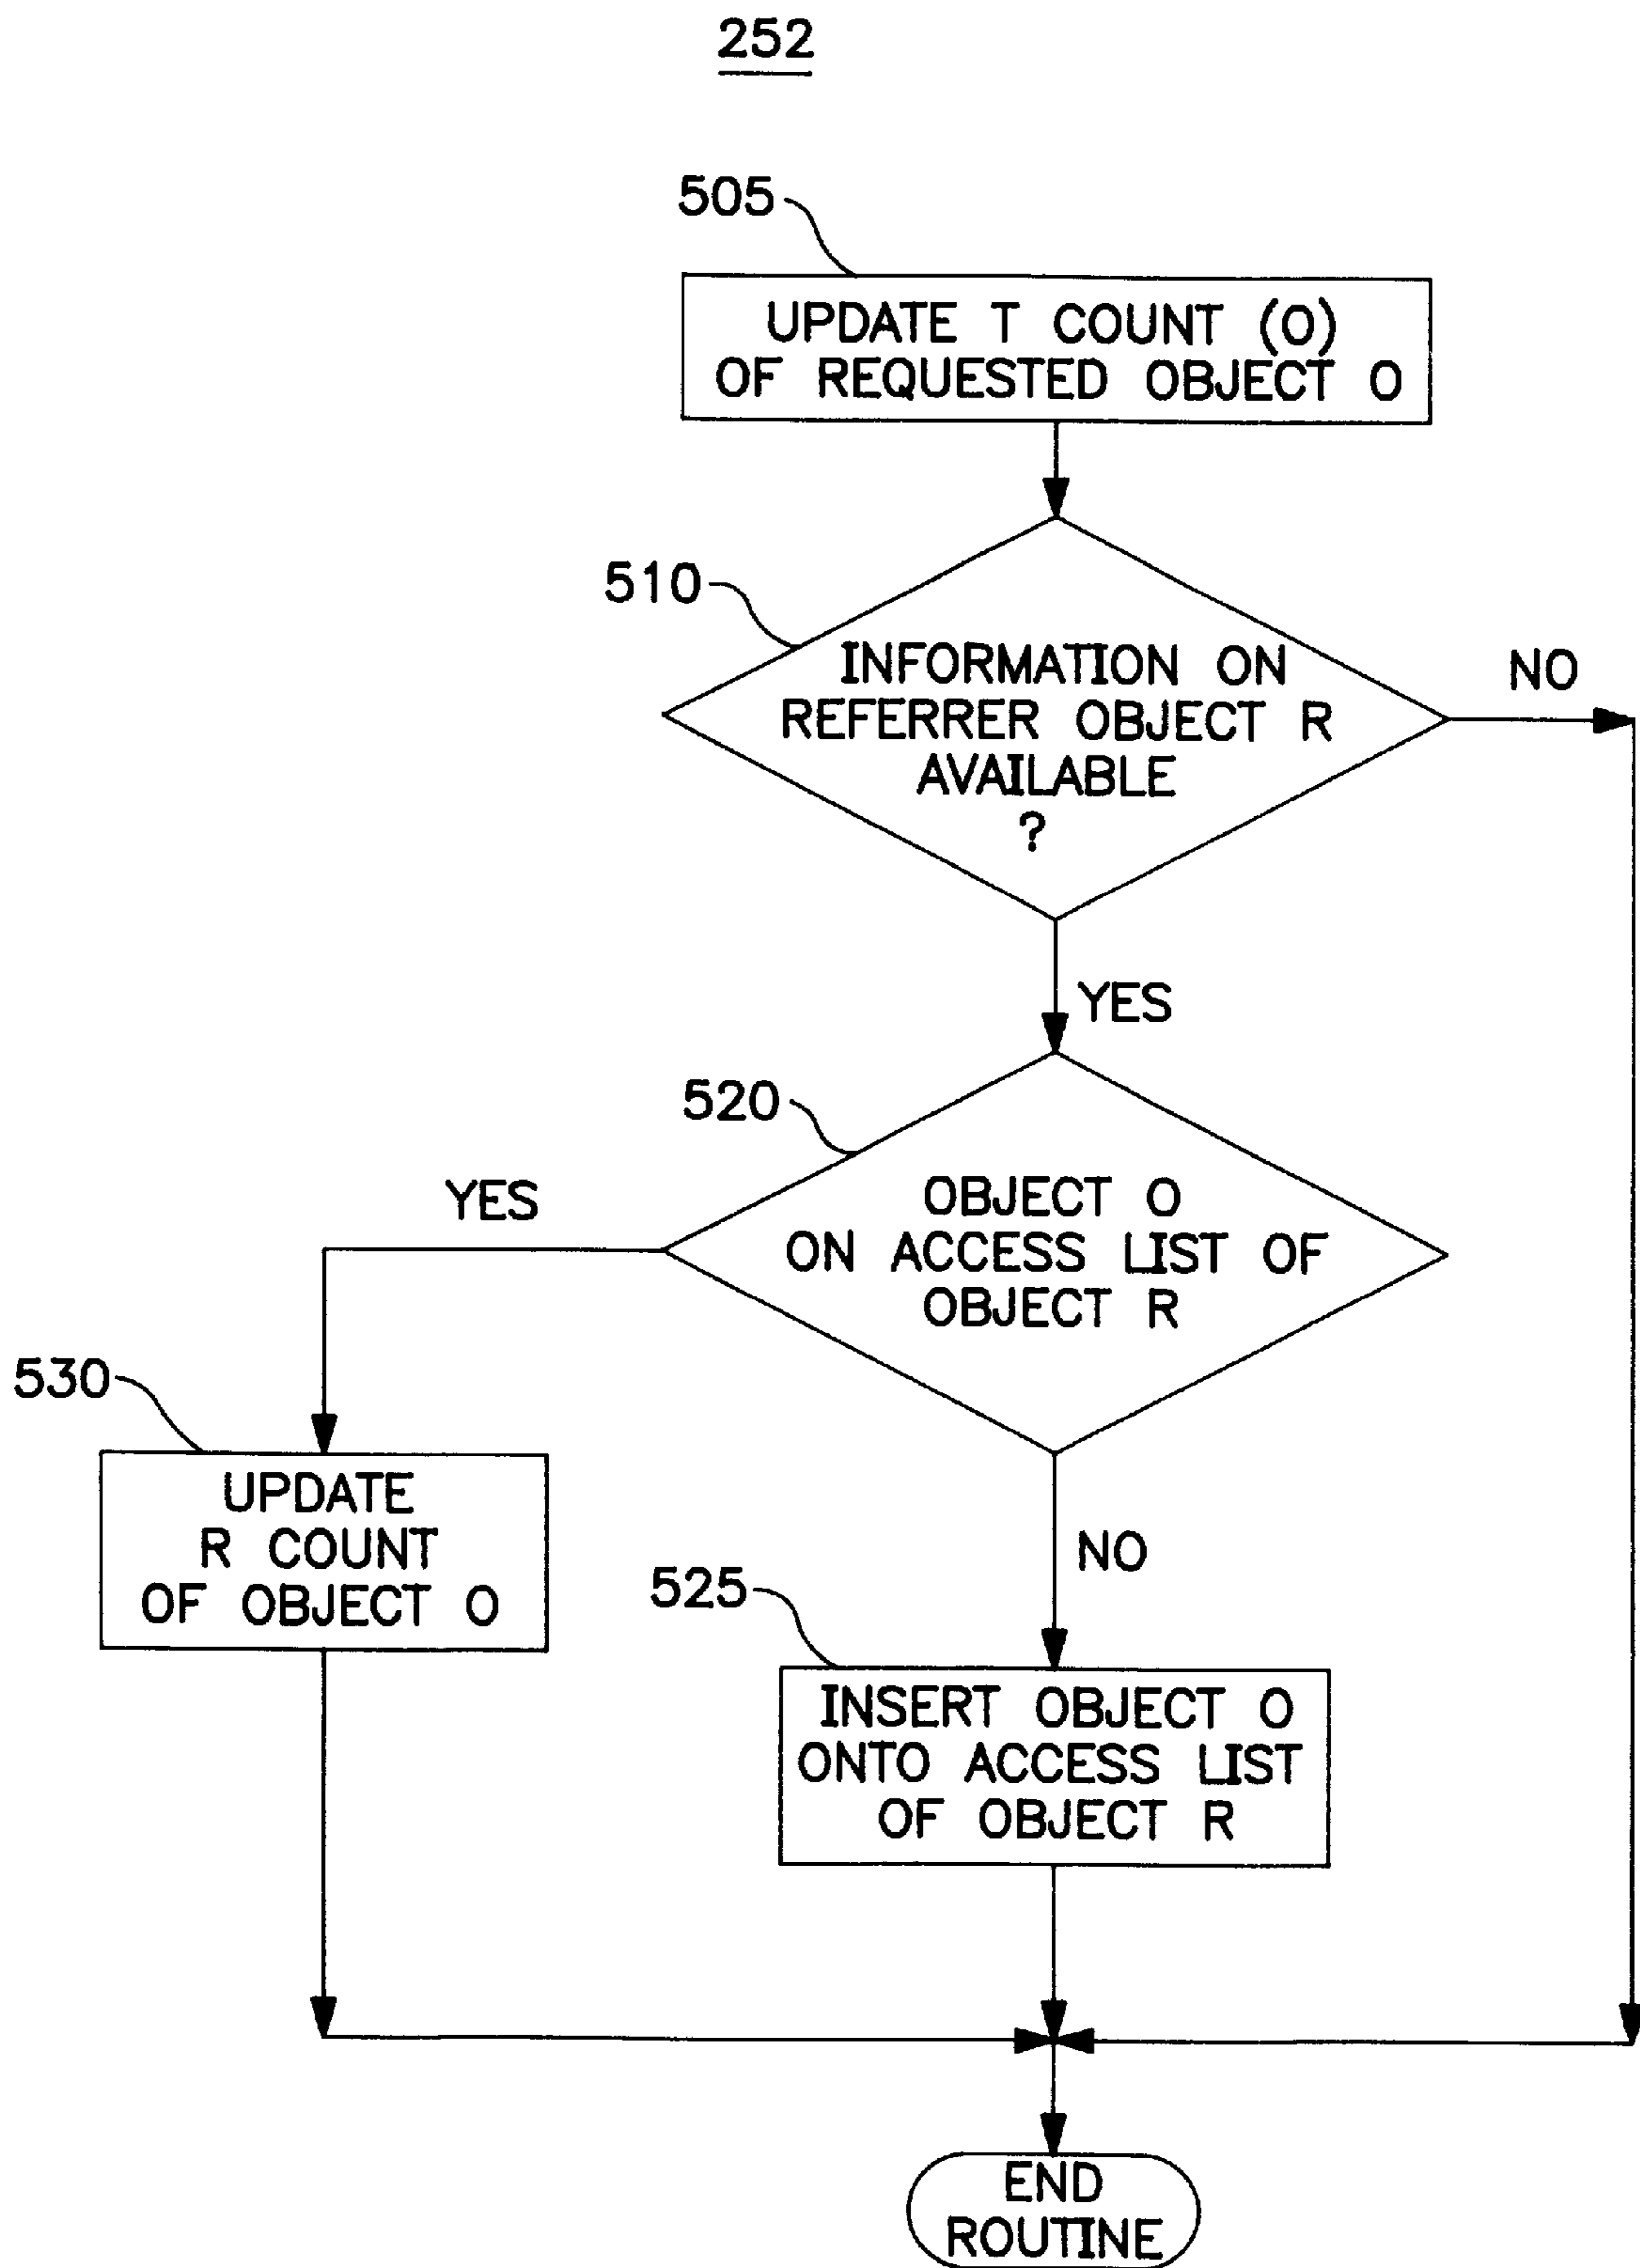 252
505
UPDATE T COUNT (O)
OF REQUESTED OBJECT O
510
INFORMATION ON
REFERRER OBJECT R
AVAILABLE
?
NO
YES
520
OBJECT O
ON ACCESS LIST OF
OBJECT R
YES
530
UPDATE
R COUNT
OF OBJECT O
NO
525
INSERT OBJECT O
ONTO ACCESS LIST
OF OBJECT R
END
ROUTINE